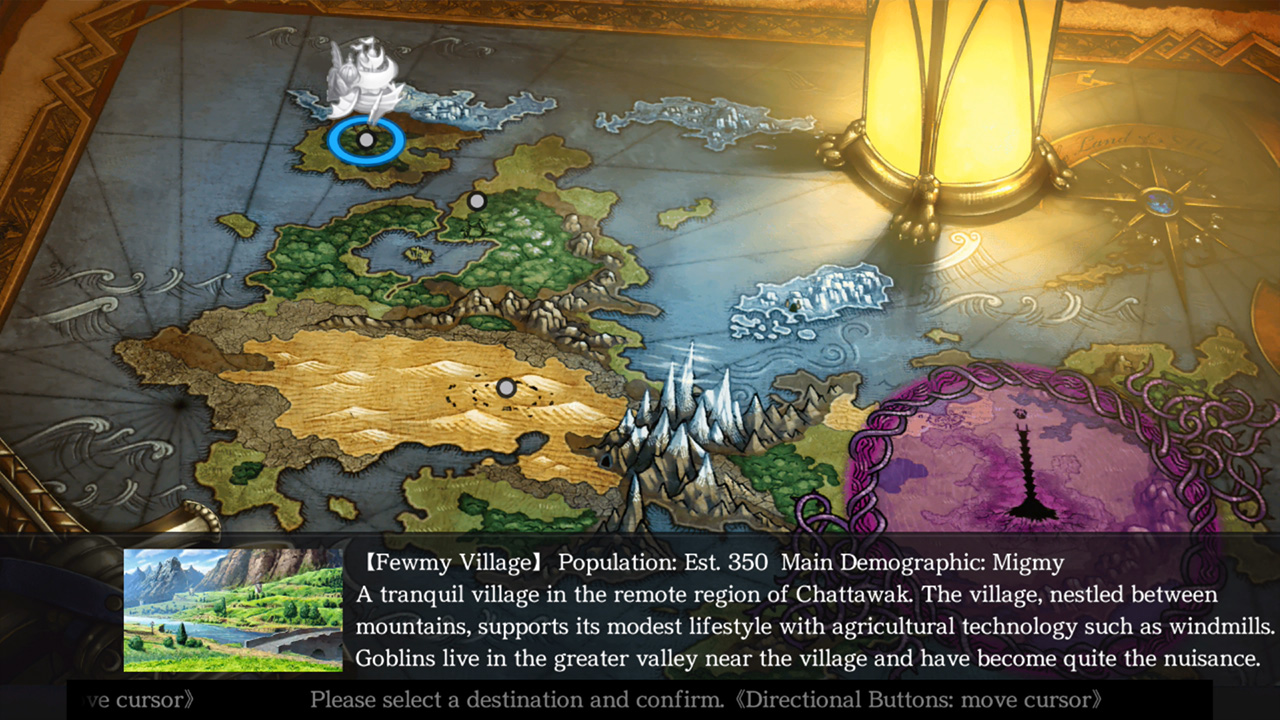 【Fewmy Village】 Population: Est. 350 Main Demographic: Migmy
A tranquil village in the remote region of Chattawak. The village, nestled between
mountains, supports its modest lifestyle with agricultural technology such as windmills.
Goblins live in the greater valley near the village and have become quite the nuisance.
ve cursor》 Please select a destination and confirm.《Directional Buttons: move cursor》